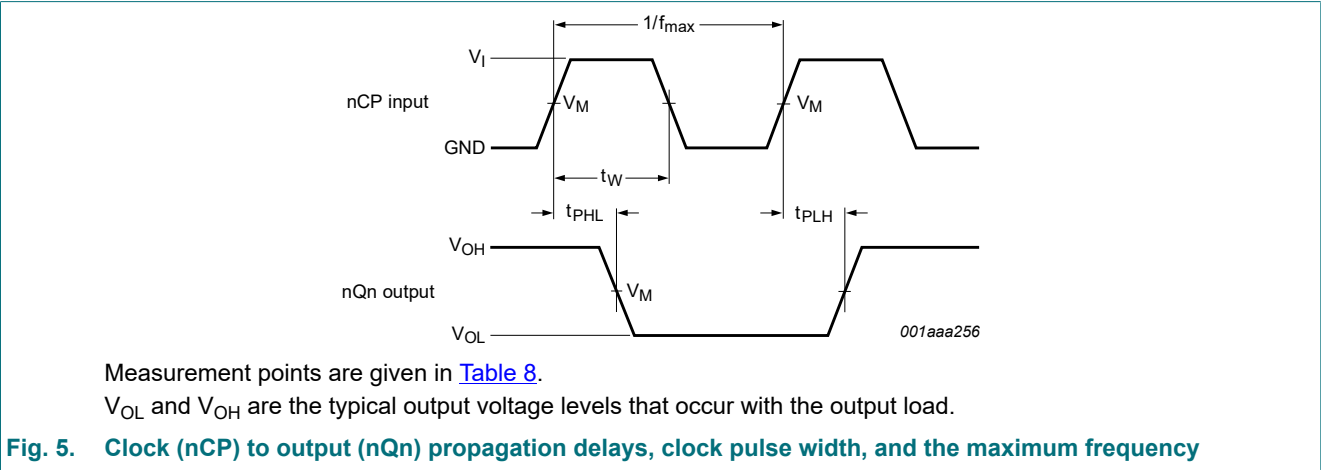 1/fmax
VI
nCP input
VM
VM
GND
tW
tPHL
tPLH
VOH
nQn output
VM
VOL
001aaa256
Measurement points are given in Table 8.
VOL and VOH are the typical output voltage levels that occur with the output load.
Fig. 5. Clock (nCP) to output (nQn) propagation delays, clock pulse width, and the maximum frequency